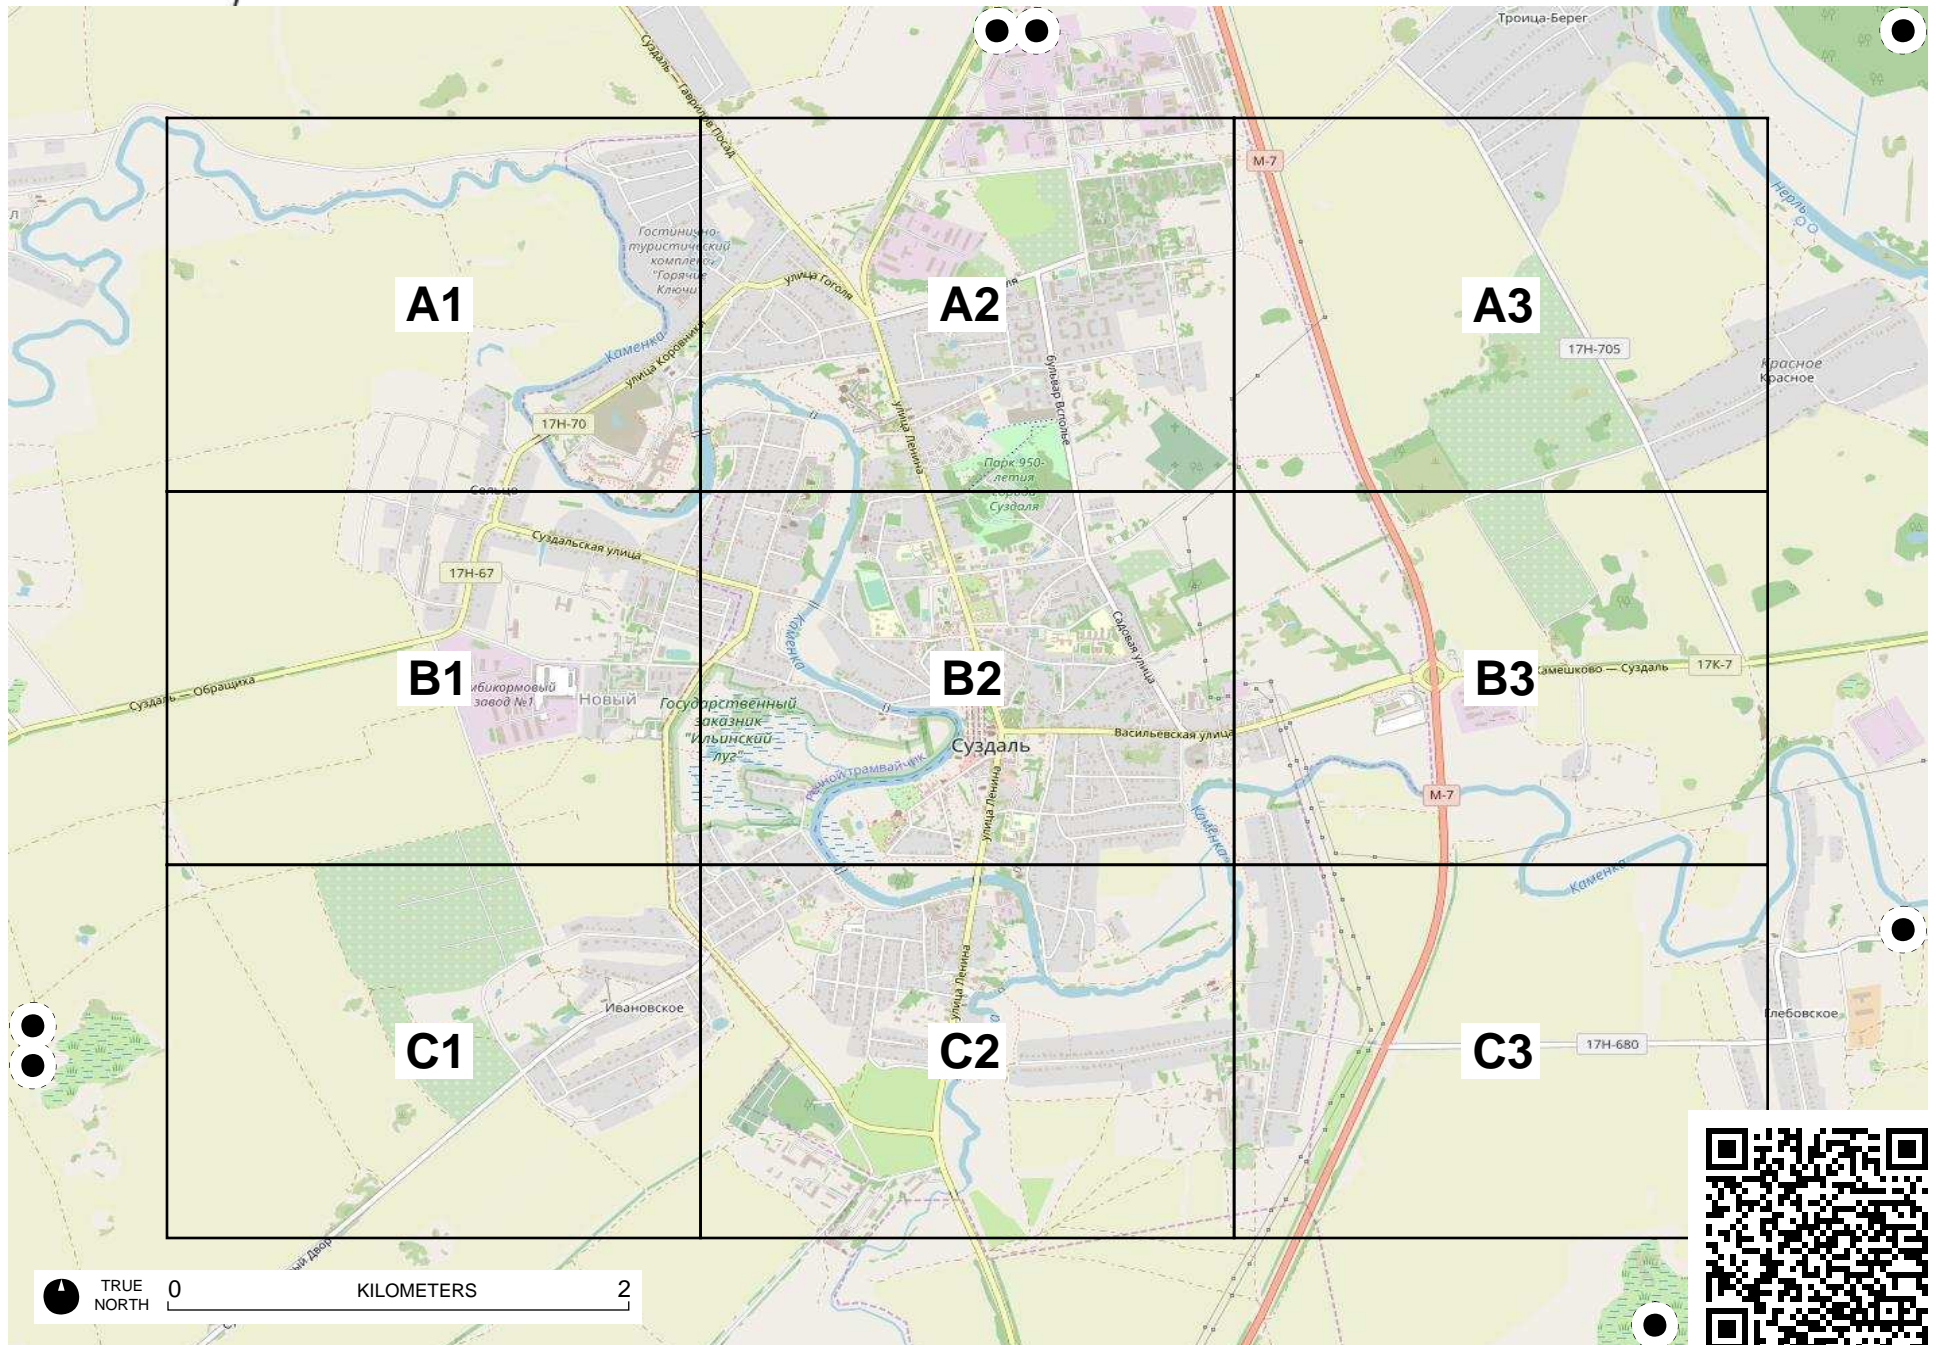 Троица-Берег
Суздаль — Гаврилов Посад
М-7
Нерль
Гостинично-
туристический
комплекс
"Горячие
Ключи"
улица Гоголя
A1
A2
A3
Каменка
улица Коровники
17Н-705
бульвар Всполье
Красное
Красное
17Н-70
улица Ленина
Парк 950-
летия
города
Суздаля
Сельцо
Суздальская улица
17Н-67
Каменка
Садовая улица
B1
B2
B3
Камешково — Суздаль
17К-7
Суздаль — Обращиха
завод №1
Новый
Государственный
заказник
"Ильинский
луг"
Васильевская улица
Суздаль
Речной трамвайчик
улица Ленина
М-7
Каменка
Каменка
улица Ленина
Ивановское
Глебовское
C1
C2
C3
17Н-680
TRUE
NORTH
0
KILOMETERS
2